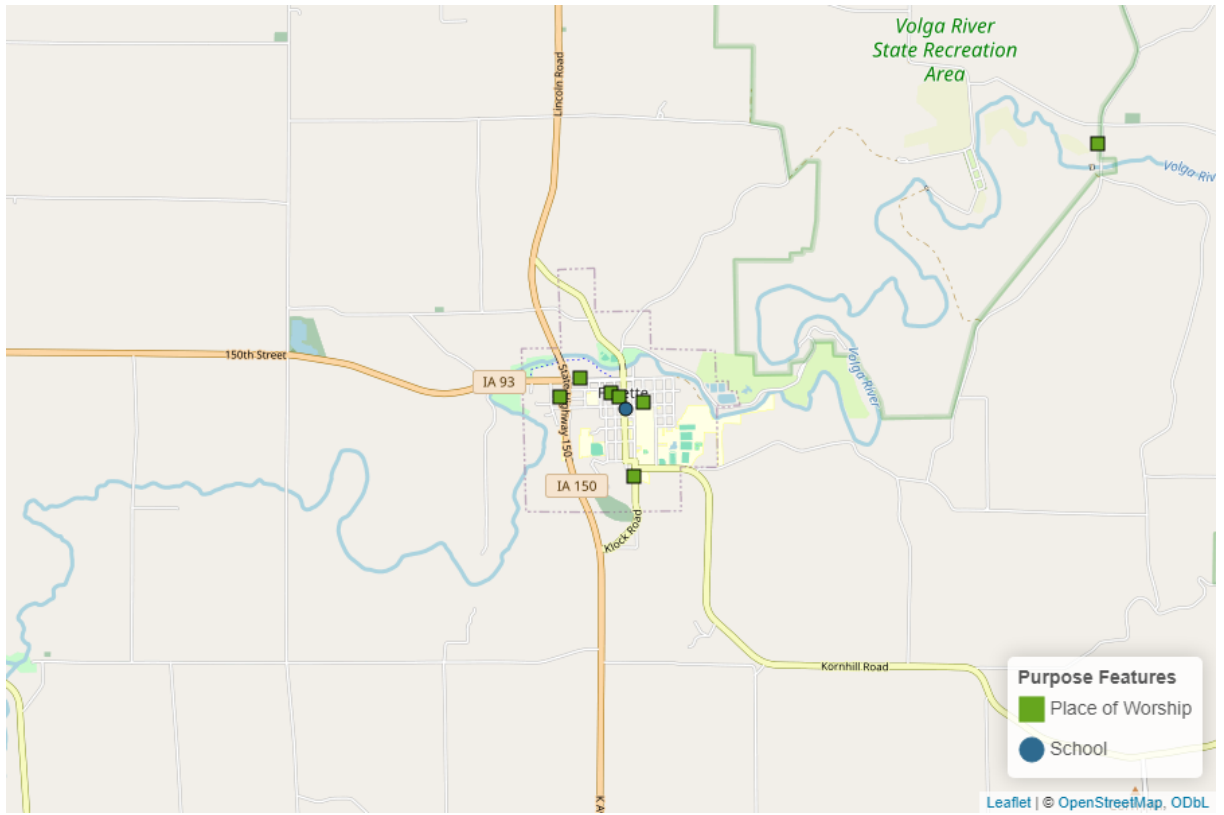 Volga River
State Recreation
Area
Lincoln Road
Volga Riv
150th Street
IA 93
State Highway 150
Volga River
IA 150
Klock Road
Kornhill Road
Purpose Features
Place of Worship
School
K A
Leaflet | © OpenStreetMap, ODbL